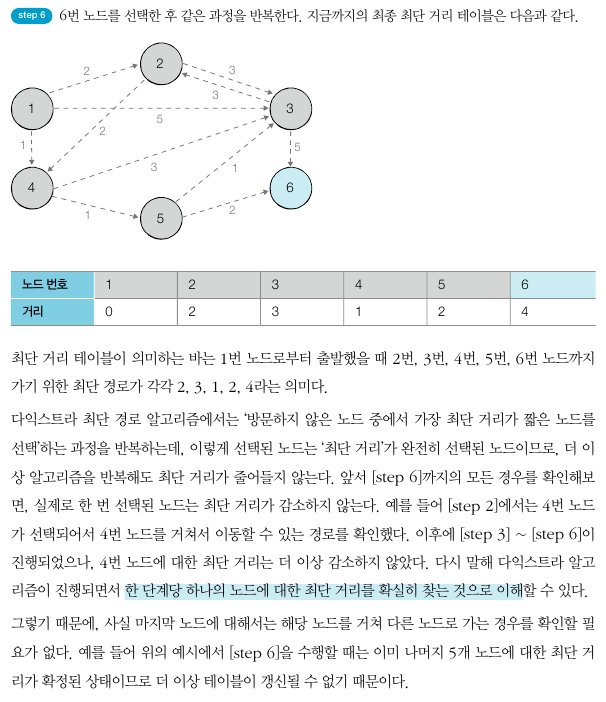 step 6 6번 노드를 선택한 후 같은 과정을 반복한다. 지금까지의 최종 최단 거리 테이블은 다음과 같다.
2
2
3
3
1
5
3
1
2
5
4
3
1
6
1
5
2
노드 번호 1 2 3 4 5 6
거리 0 2 3 1 2 4
최단 거리 테이블이 의미하는 바는 1번 노드로부터 출발했을 때 2번, 3번, 4번, 5번, 6번 노드까지
가기 위한 최단 경로가 각각 2, 3, 1, 2, 4라는 의미다.
다익스트라 최단 경로 알고리즘에서는 '방문하지 않은 노드 중에서 가장 최단 거리가 짧은 노드를
선택'하는 과정을 반복하는데, 이렇게 선택된 노드는 '최단 거리'가 완전히 선택된 노드이므로, 더 이
상 알고리즘을 반복해도 최단 거리가 줄어들지 않는다. 앞서 [step 6]까지의 모든 경우를 확인해보
면, 실제로 한 번 선택된 노드는 최단 거리가 감소하지 않는다. 예를 들어 [step 2]에서는 4번 노드
가 선택되어서 4번 노드를 거쳐서 이동할 수 있는 경로를 확인했다. 이후에 [step 3] ~ [step 6]이
진행되었으나, 4번 노드에 대한 최단 거리는 더 이상 감소하지 않았다. 다시 말해 다익스트라 알고
리즘이 진행되면서 한 단계당 하나의 노드에 대한 최단 거리를 확실히 찾는 것으로 이해할 수 있다.
그렇기 때문에, 사실 마지막 노드에 대해서는 해당 노드를 거쳐 다른 노드로 가는 경우를 확인할 필
요가 없다. 예를 들어 위의 예시에서 [step 6]을 수행할 때는 이미 나머지 5개 노드에 대한 최단 거
리가 확정된 상태이므로 더 이상 테이블이 갱신될 수 없기 때문이다.